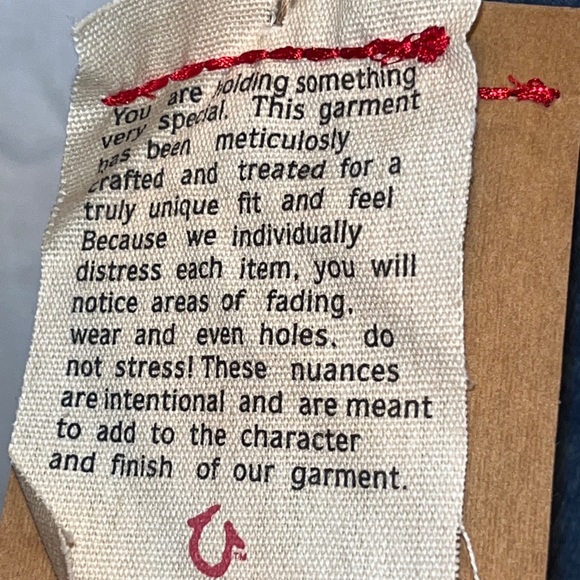 You are holding something
very special. This garment
has been meticulosly
crafted and treated for a
truly unique fit and feel
Because we individually
distress each item, you will
notice areas of fading,
wear and even holes. do
not stress! These nuances
are intentional and are meant
to add to the character
and finish of our garment.
TM